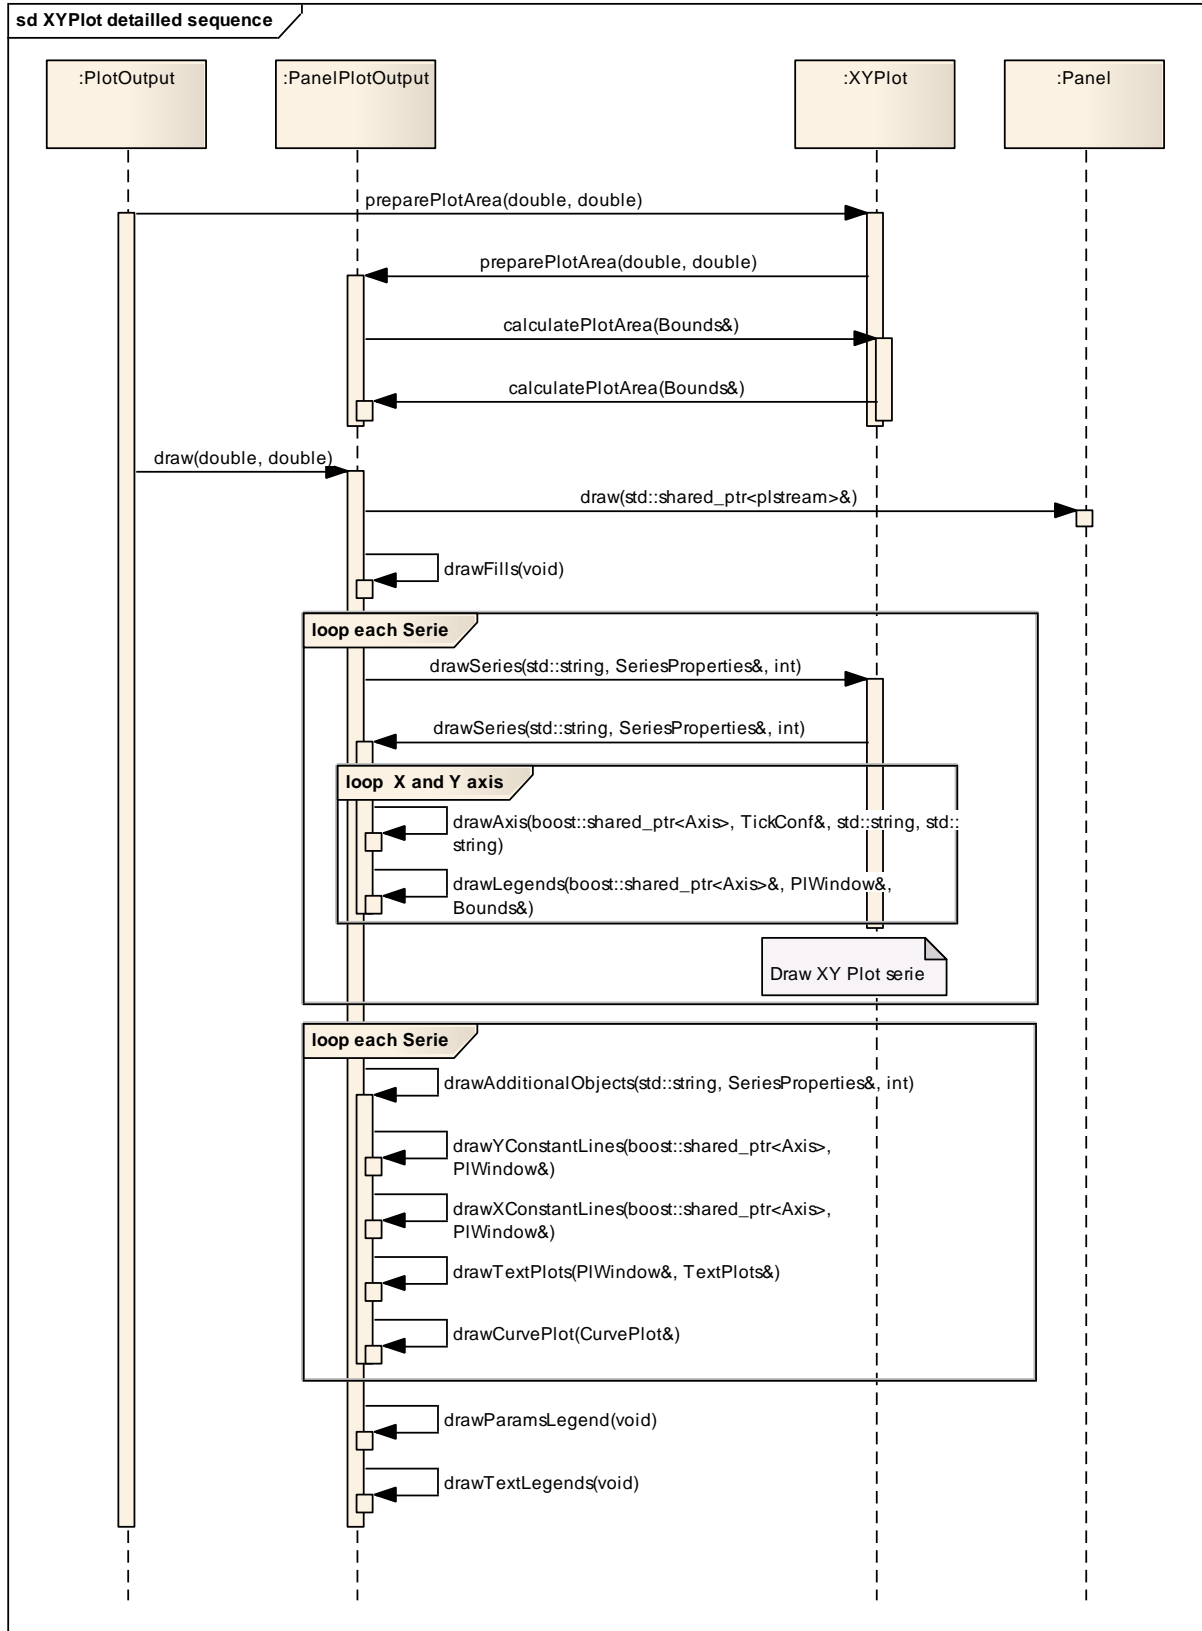 sd XYPlot detailled sequence
:PlotOutput
:PanelPlotOutput
:XYPlot
:Panel
preparePlotArea(double, double)
preparePlotArea(double, double)
calculatePlotArea(Bounds&)
calculatePlotArea(Bounds&)
draw(double, double)
draw(std::shared_ptr<plstream>&)
drawFills(void)
loop each Serie
drawSeries(std::string, SeriesProperties&, int)
drawSeries(std::string, SeriesProperties&, int)
loop  X and Y axis
drawAxis(boost::shared_ptr<Axis>, TickConf&, std::string, std::
string)
drawLegends(boost::shared_ptr<Axis>&, PlWindow&,
Bounds&)
Draw XY Plot serie
loop each Serie
drawAdditionalObjects(std::string, SeriesProperties&, int)
drawYConstantLines(boost::shared_ptr<Axis>,
PlWindow&)
drawXConstantLines(boost::shared_ptr<Axis>,
PlWindow&)
drawTextPlots(PlWindow&, TextPlots&)
drawCurvePlot(CurvePlot&)
drawParamsLegend(void)
drawTextLegends(void)